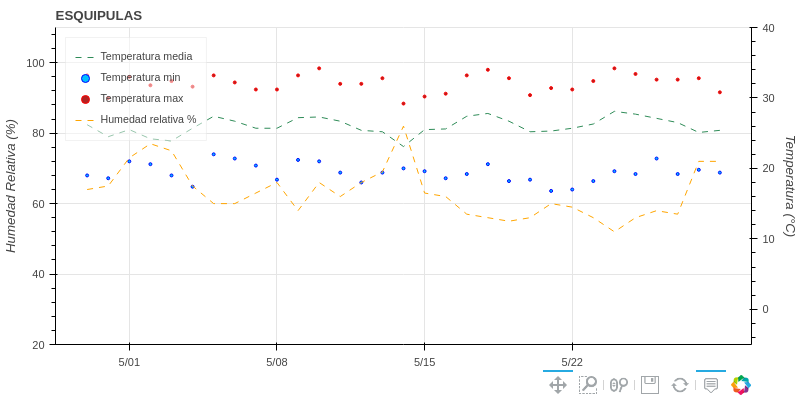 ESQUIPULAS
Temperatura media
Temperatura min
Temperatura max
Humedad relativa %
Humedad Relativa (%)
100
80
60
40
20
Temperatura (°C)
40
30
20
10
0
5/01
5/08
5/15
5/22